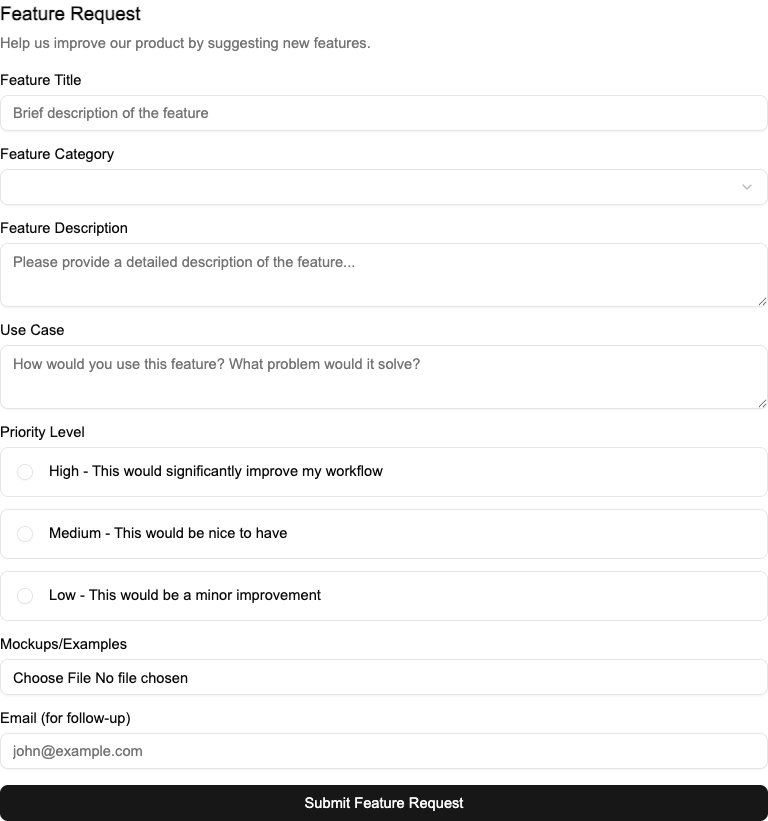 Feature Request
Help us improve our product by suggesting new features.
Feature Title
Brief description of the feature
Feature Category
Feature Description
Please provide a detailed description of the feature...
Use Case
How would you use this feature? What problem would it solve?
Priority Level
High - This would significantly improve my workflow
Medium - This would be nice to have
Low - This would be a minor improvement
Mockups/Examples
Choose File No file chosen
Email (for follow-up)
john@example.com
Submit Feature Request